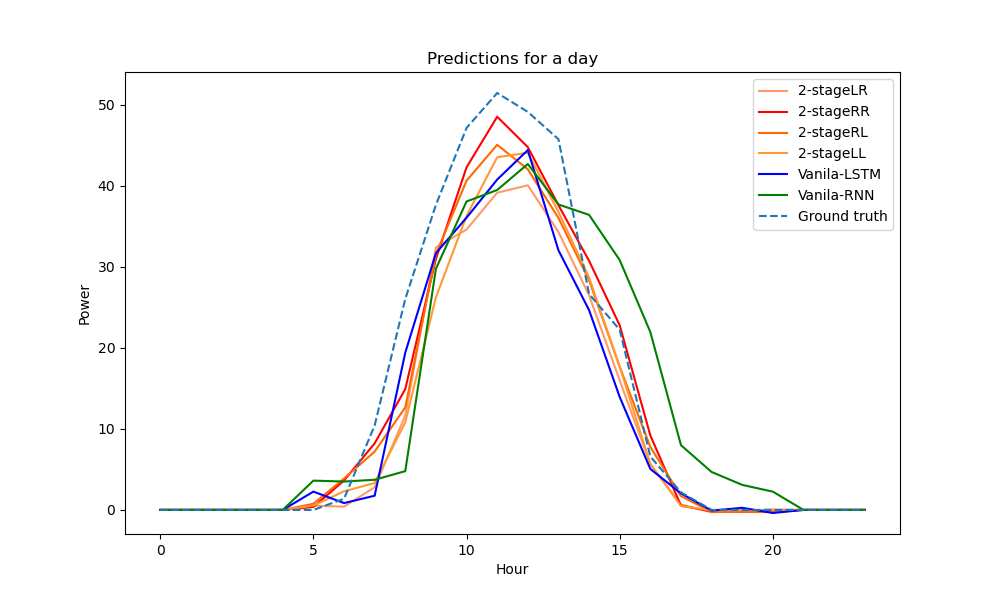 Predictions for a day
2-stageLR
2-stageRR
2-stageRL
2-stageLL
Vanila-LSTM
Vanila-RNN
Ground truth
50
40
30
20
10
0
Power
0 5 10 15 20
Hour